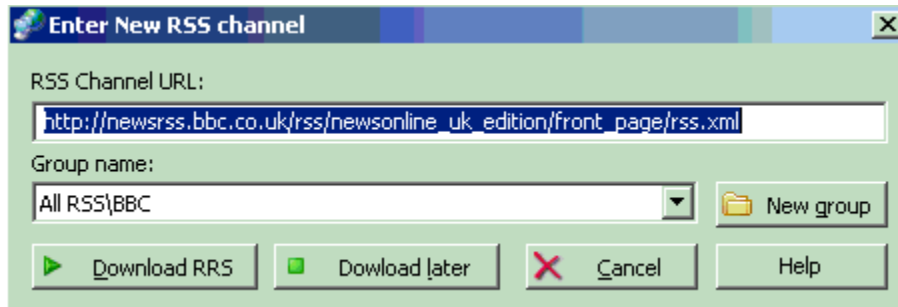 Enter New RSS channel
RSS Channel URL:
http://newsrss.bbc.co.uk/rss/newsonline_uk_edition/front_page/rss.xml
Group name:
All RSS\BBC
New group
Download RRS
Dowload later
Cancel
Help